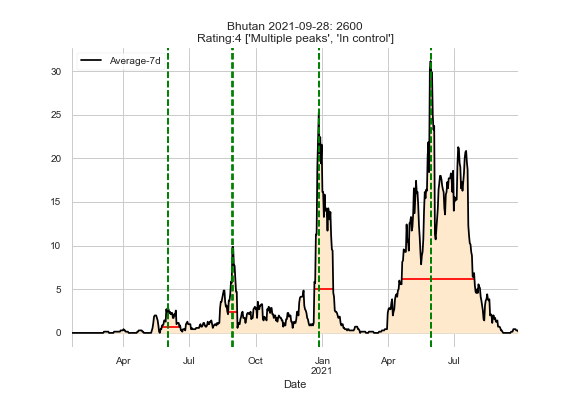 Bhutan 2021-09-28: 2600
Rating:4 ['Multiple peaks', 'In control']
Average-7d
30
25
20
15
10
5
0
Apr
Jul
Oct
Jan
2021
Apr
Jul
Date